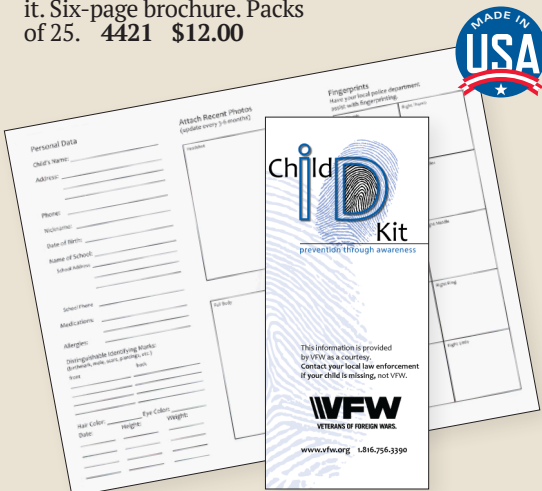 it. Six-page brochure. Packs
of 25. 4421 $12.00
MADE IN
USA
Personal Data
Child's Name:
Address:
Phone:
Nickname:
Date of Birth:
Name of School:
School Address
School Phone
Medications:
Allergies:
Distinguishable Identifying Marks:
(birthmark, mole, scars, piercings, etc.)
front
back
Hair Color:
Eye Color:
Date:
Height:
Weight:
Attach Recent Photos
(update every 3-6 months)
Headshot
Full Body
Fingerprints
Have your local police department
assist with fingerprinting.
Right Thumb
Right Middle
Right Ring
Right Little
Child
ID
Kit
prevention through awareness
This information is provided
by VFW as a courtesy.
Contact your local law enforcement
if your child is missing, not VFW.
VFW
VETERANS OF FOREIGN WARS.
www.vfw.org 1.816.756.3390